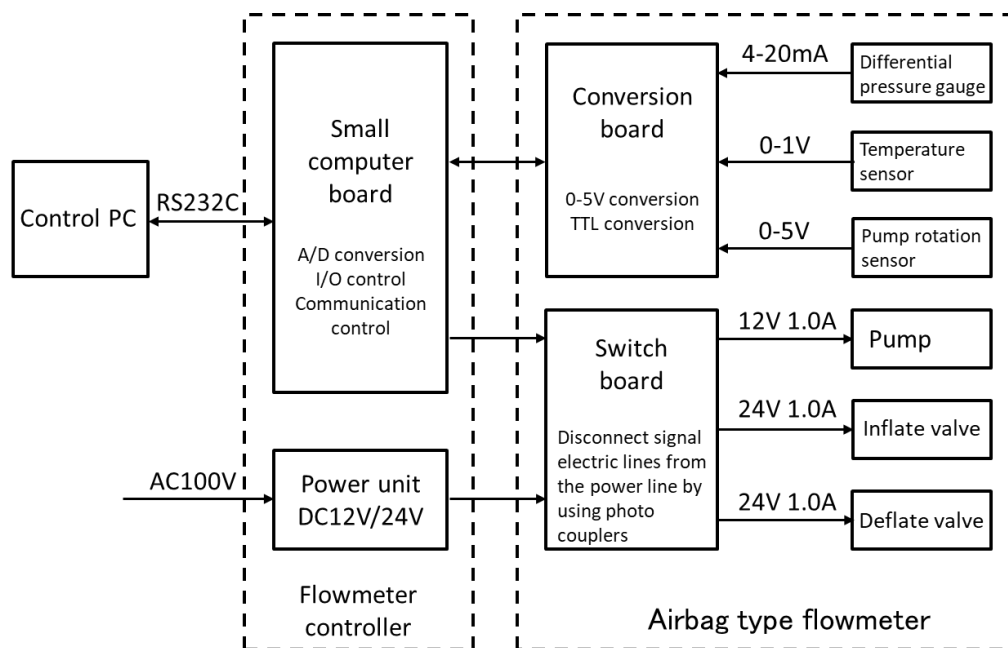 Control PC
RS232C
Small
computer
board
A/D conversion
I/O control
Communication
control
AC100V
Power unit
DC12V/24V
Flowmeter
controller
Conversion
board
0-5V conversion
TTL conversion
4-20mA
Differential
pressure gauge
0-1V
Temperature
sensor
0-5V
Pump rotation
sensor
Switch
board
Disconnect signal
electric lines from
the power line by
using photo
couplers
12V 1.0A
Pump
24V 1.0A
Inflate valve
24V 1.0A
Deflate valve
Airbag type flowmeter